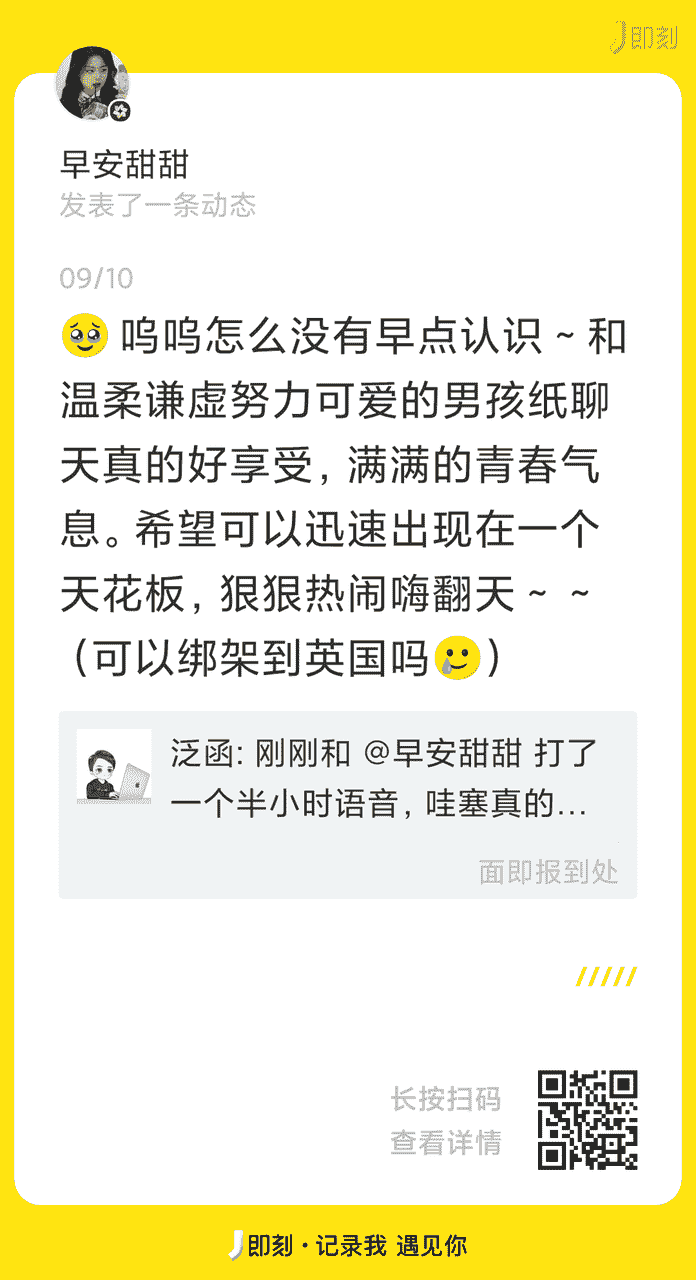 即刻
早安甜甜
发表了一条动态
09/10
🥹 呜呜怎么没有早点认识～和
温柔谦虚努力可爱的男孩纸聊
天真的好享受，满满的青春气
息。希望可以迅速出现在一个
天花板，狠狠热闹嗨翻天～～
（可以绑架到英国吗🥲）
泛函: 刚刚和 @早安甜甜 打了
一个半小时语音，哇塞真的...
面即报到处
长按扫码
查看详情
即刻·记录我 遇见你